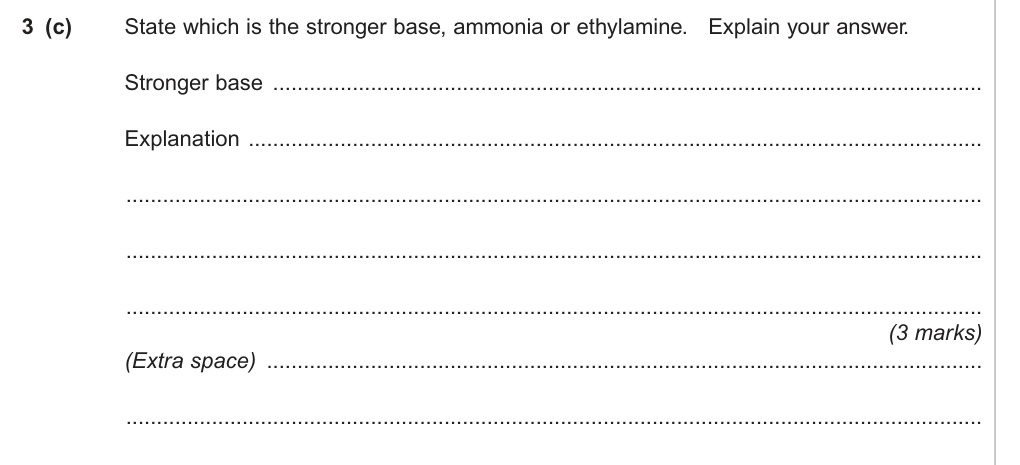 3 (c) State which is the stronger base, ammonia or ethylamine. Explain your answer.
Stronger base ......................................................................................................................
Explanation ..........................................................................................................................
...............................................................................................................................................
...............................................................................................................................................
...............................................................................................................................................
(3 marks)
(Extra space) .......................................................................................................................
...............................................................................................................................................